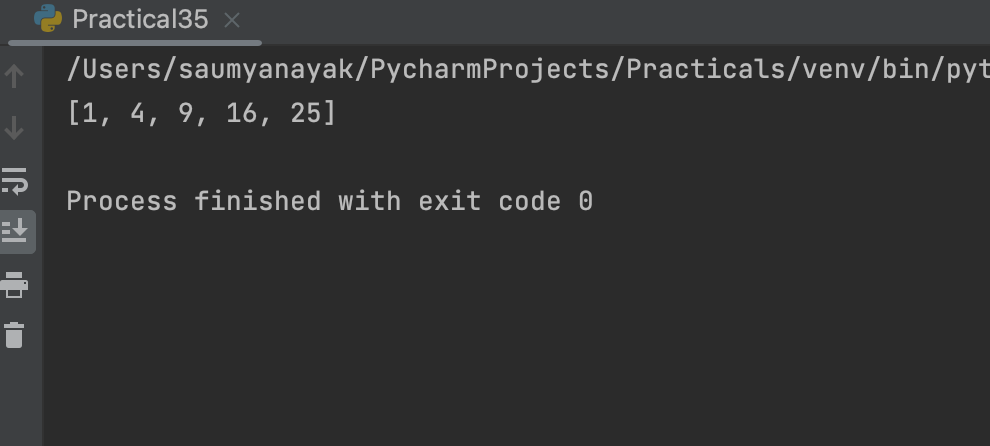 Practical35
/Users/saumyanayak/PycharmProjects/Practicals/venv/bin/pyt
[1, 4, 9, 16, 25]
Process finished with exit code 0